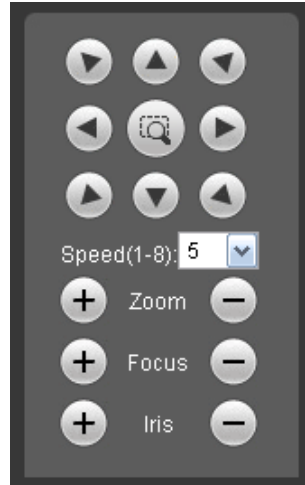 Speed(1-8): 5
+ Zoom −
+ Focus −
+ Iris −